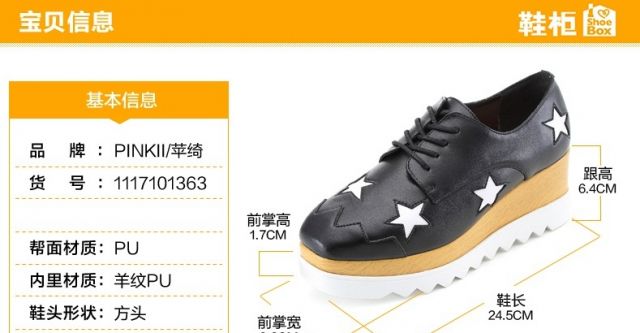 宝贝信息
鞋柜
Shoe
Box
基本信息
品 牌 : PINKII/苹绮
货 号 : 1117101363
帮面材质: PU
内里材质: 羊纹PU
鞋头形状: 方头
跟高
6.4CM
前掌高
1.7CM
鞋长
24.5CM
前掌宽